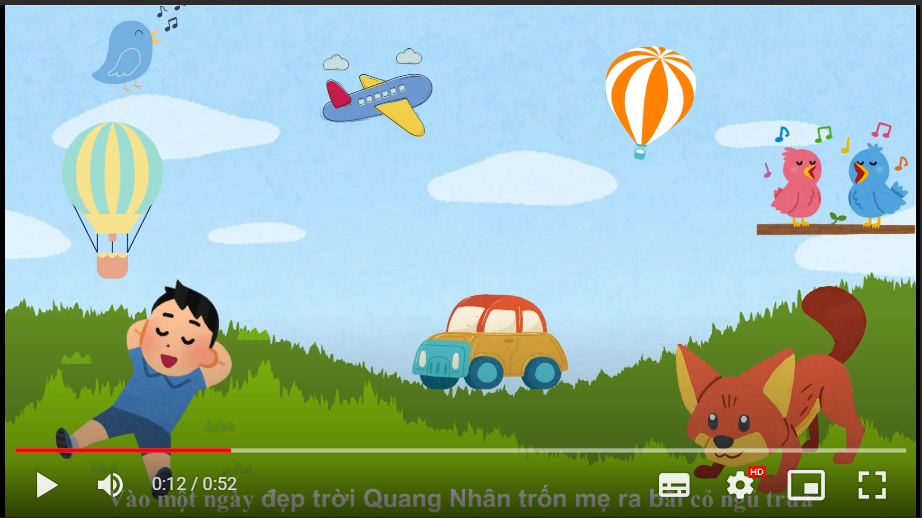 HD
0:12 / 0:52
Vào một ngày đẹp trời Quang Nhân trốn mẹ ra bãi cỏ ngủ trưa